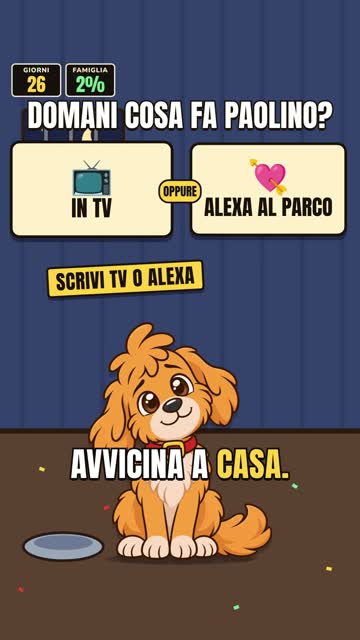 GIORNI
26
FAMIGLIA
2%
DOMANI COSA FA PAOLINO?
IN TV
OPPURE
ALEXA AL PARCO
SCRIVI TV O ALEXA
AVVICINA A CASA.